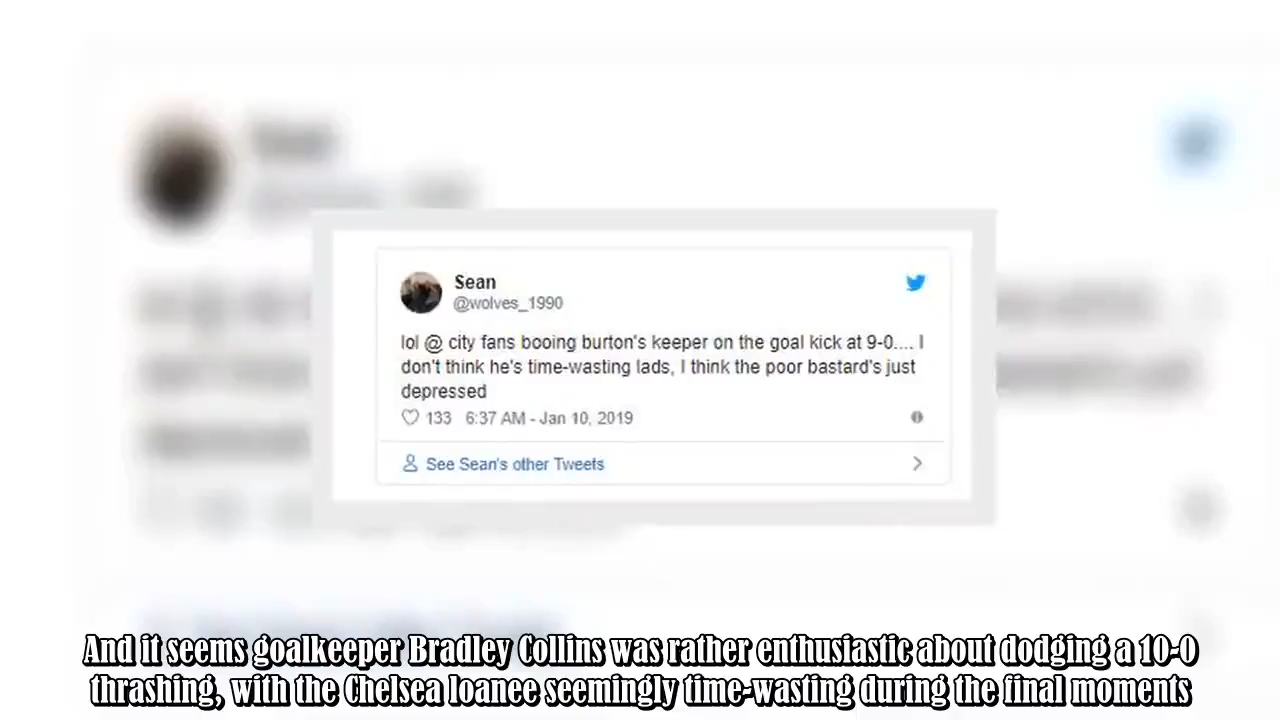 Sean
@wolves_1990
lol @ city fans booing burton's keeper on the goal kick at 9-0.... I
don't think he's time-wasting lads, I think the poor bastard's just
depressed
133 6:37 AM - Jan 10, 2019
See Sean's other Tweets
And it seems goalkeeper Bradley Collins was rather enthusiastic about dodging a 10-0
thrashing, with the Chelsea loanee seemingly time-wasting during the final moments